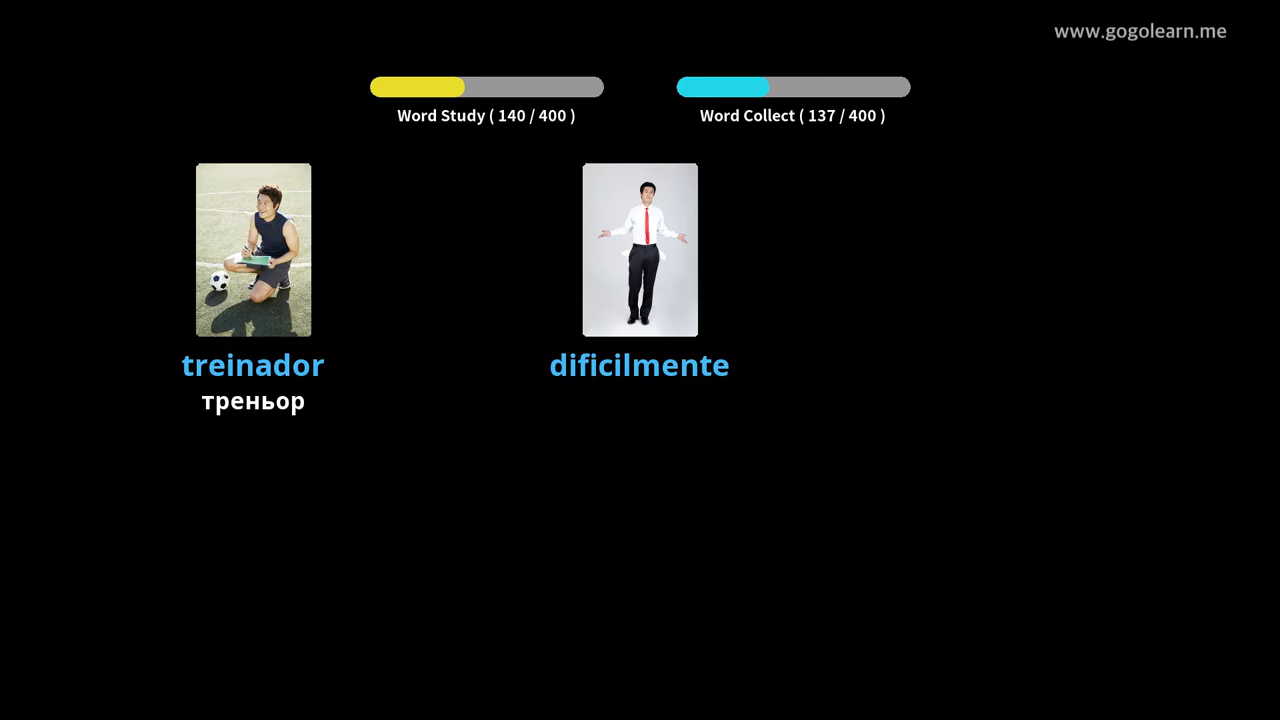 www.gogolearn.me
Word Study ( 140 / 400 )
Word Collect ( 137 / 400 )
treinador
треньор
dificilmente